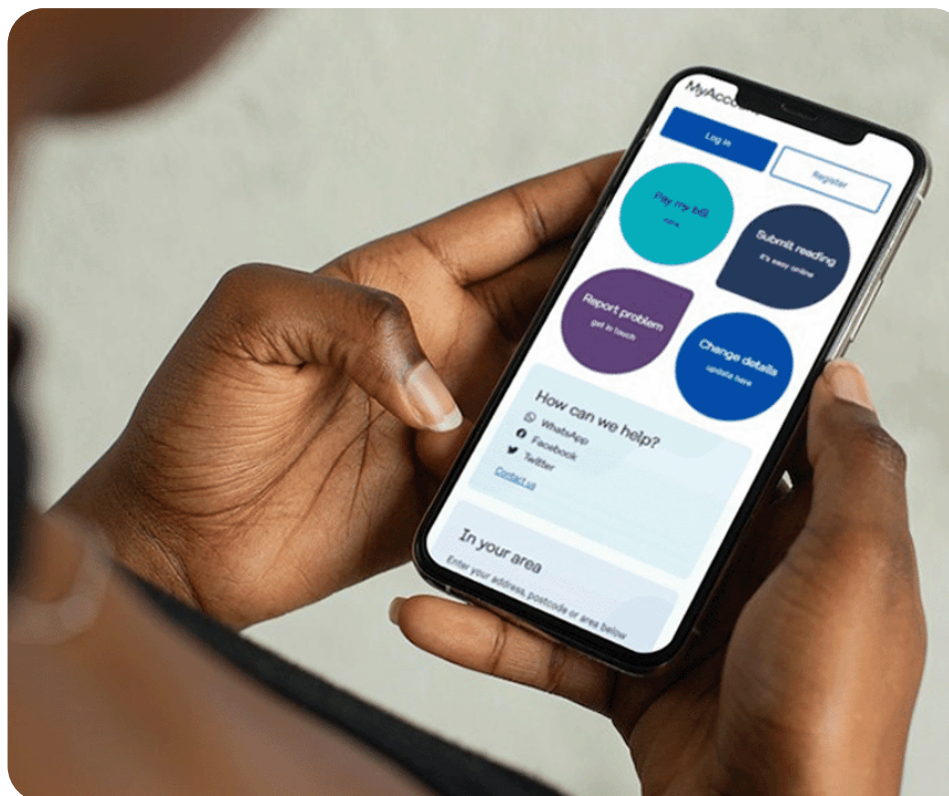 MyAccount
Log in
Register
Pay my bill
Submit reading
it's easy online
Report problem
get in touch
Change details
update here
How can we help?
WhatsApp
Facebook
Twitter
Contact us
In your area
Enter your address, postcode or area below